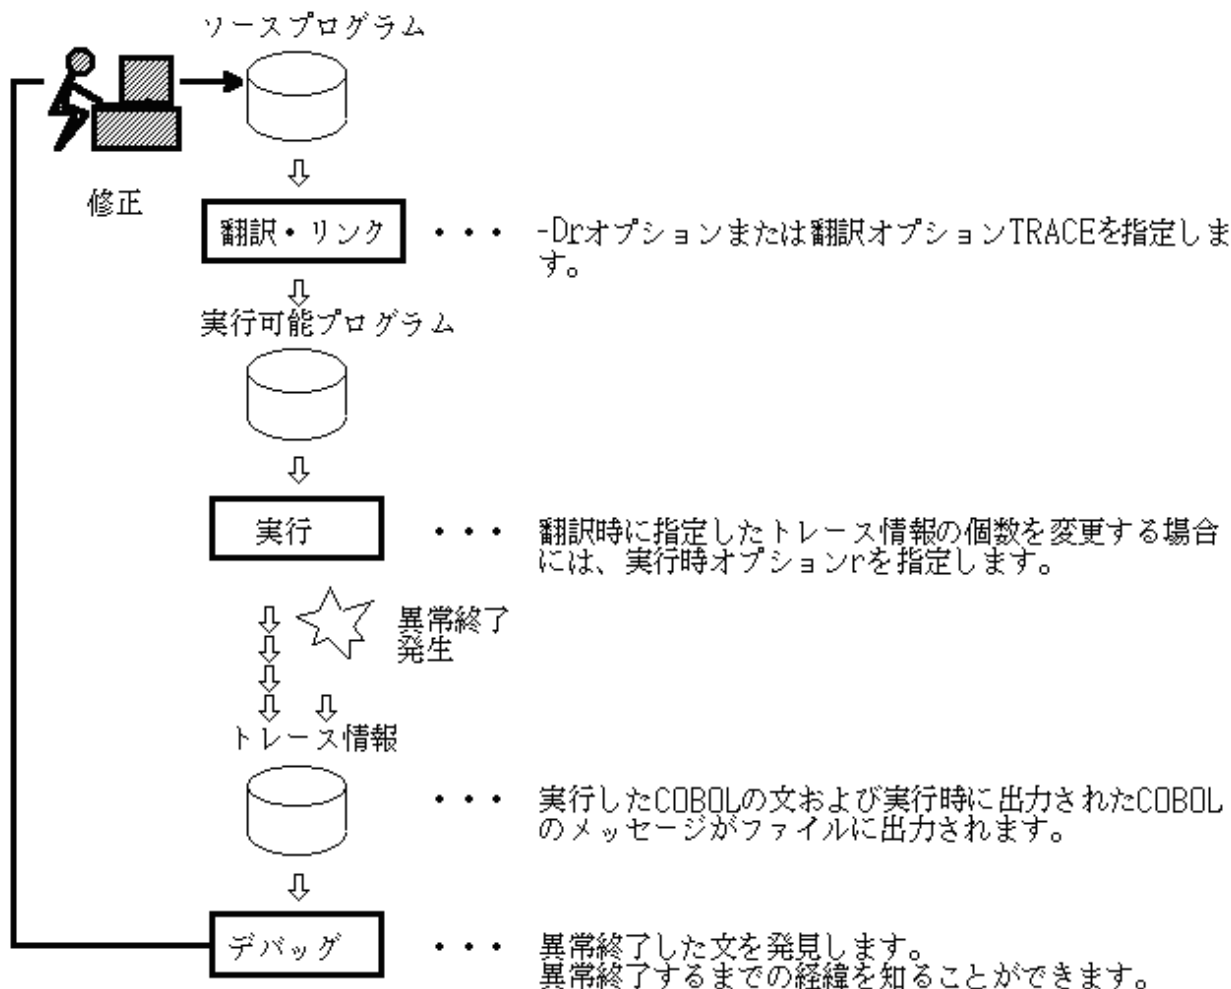 ソースプログラム
修正
翻訳・リンク ・・・ -Drオプションまたは翻訳オプションTRACEを指定しま
す。
実行可能プログラム
実行 ・・・ 翻訳時に指定したトレース情報の個数を変更する場合
には、実行時オプションrを指定します。
異常終了
発生
トレース情報
・・・ 実行したCOBOLの文および実行時に出力されたCOBOL
のメッセージがファイルに出力されます。
デバッグ ・・・ 異常終了した文を発見します。
異常終了するまでの経緯を知ることができます。